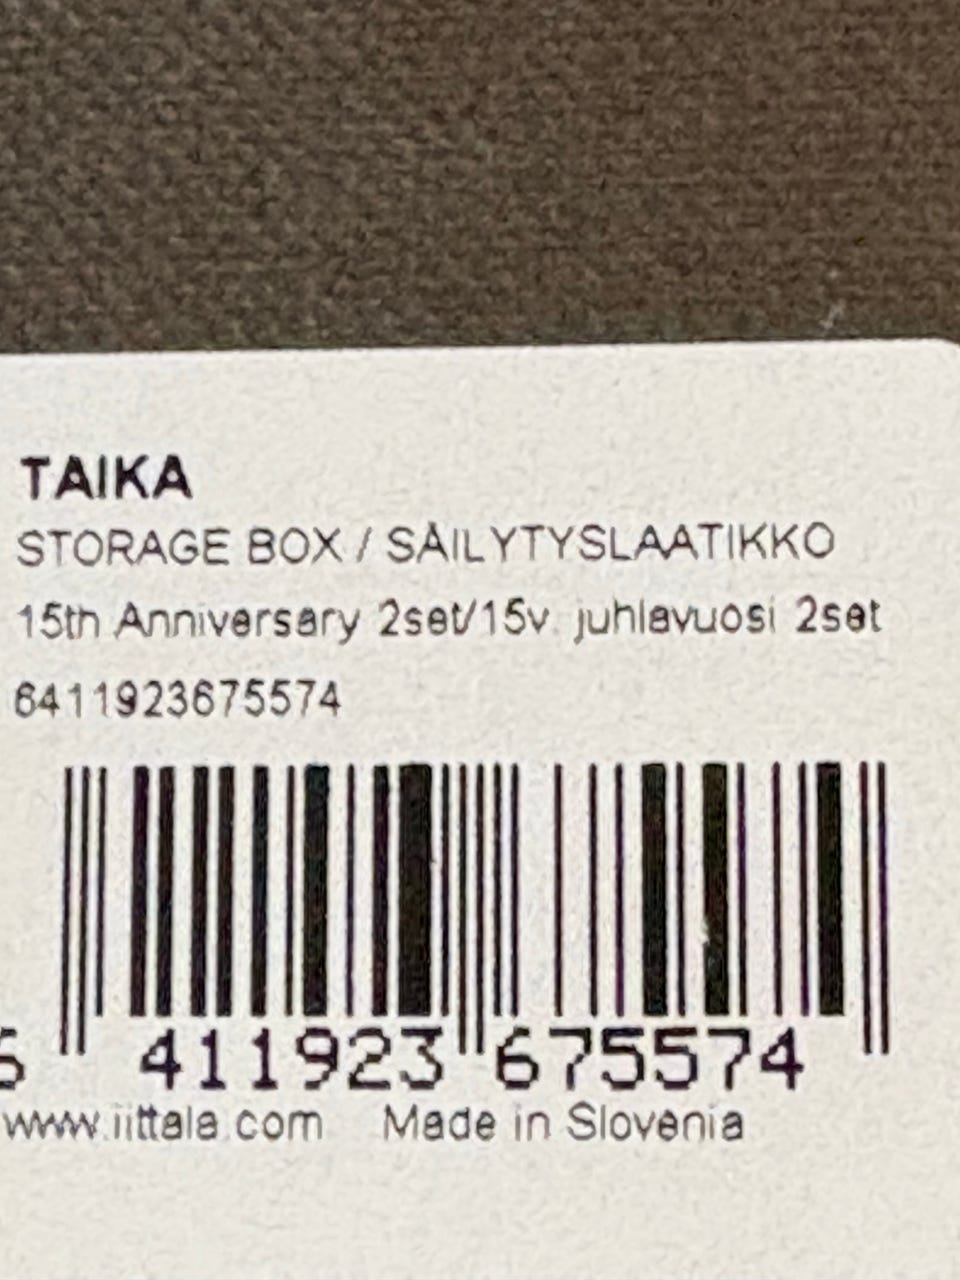 TAIKA
STORAGE BOX / SÄILYTYSLAATIKKO
15th Anniversary 2set/15v. juhlavuosi 2set
6411923675574
6 411923 675574
www.iittala.com Made in Slovenia